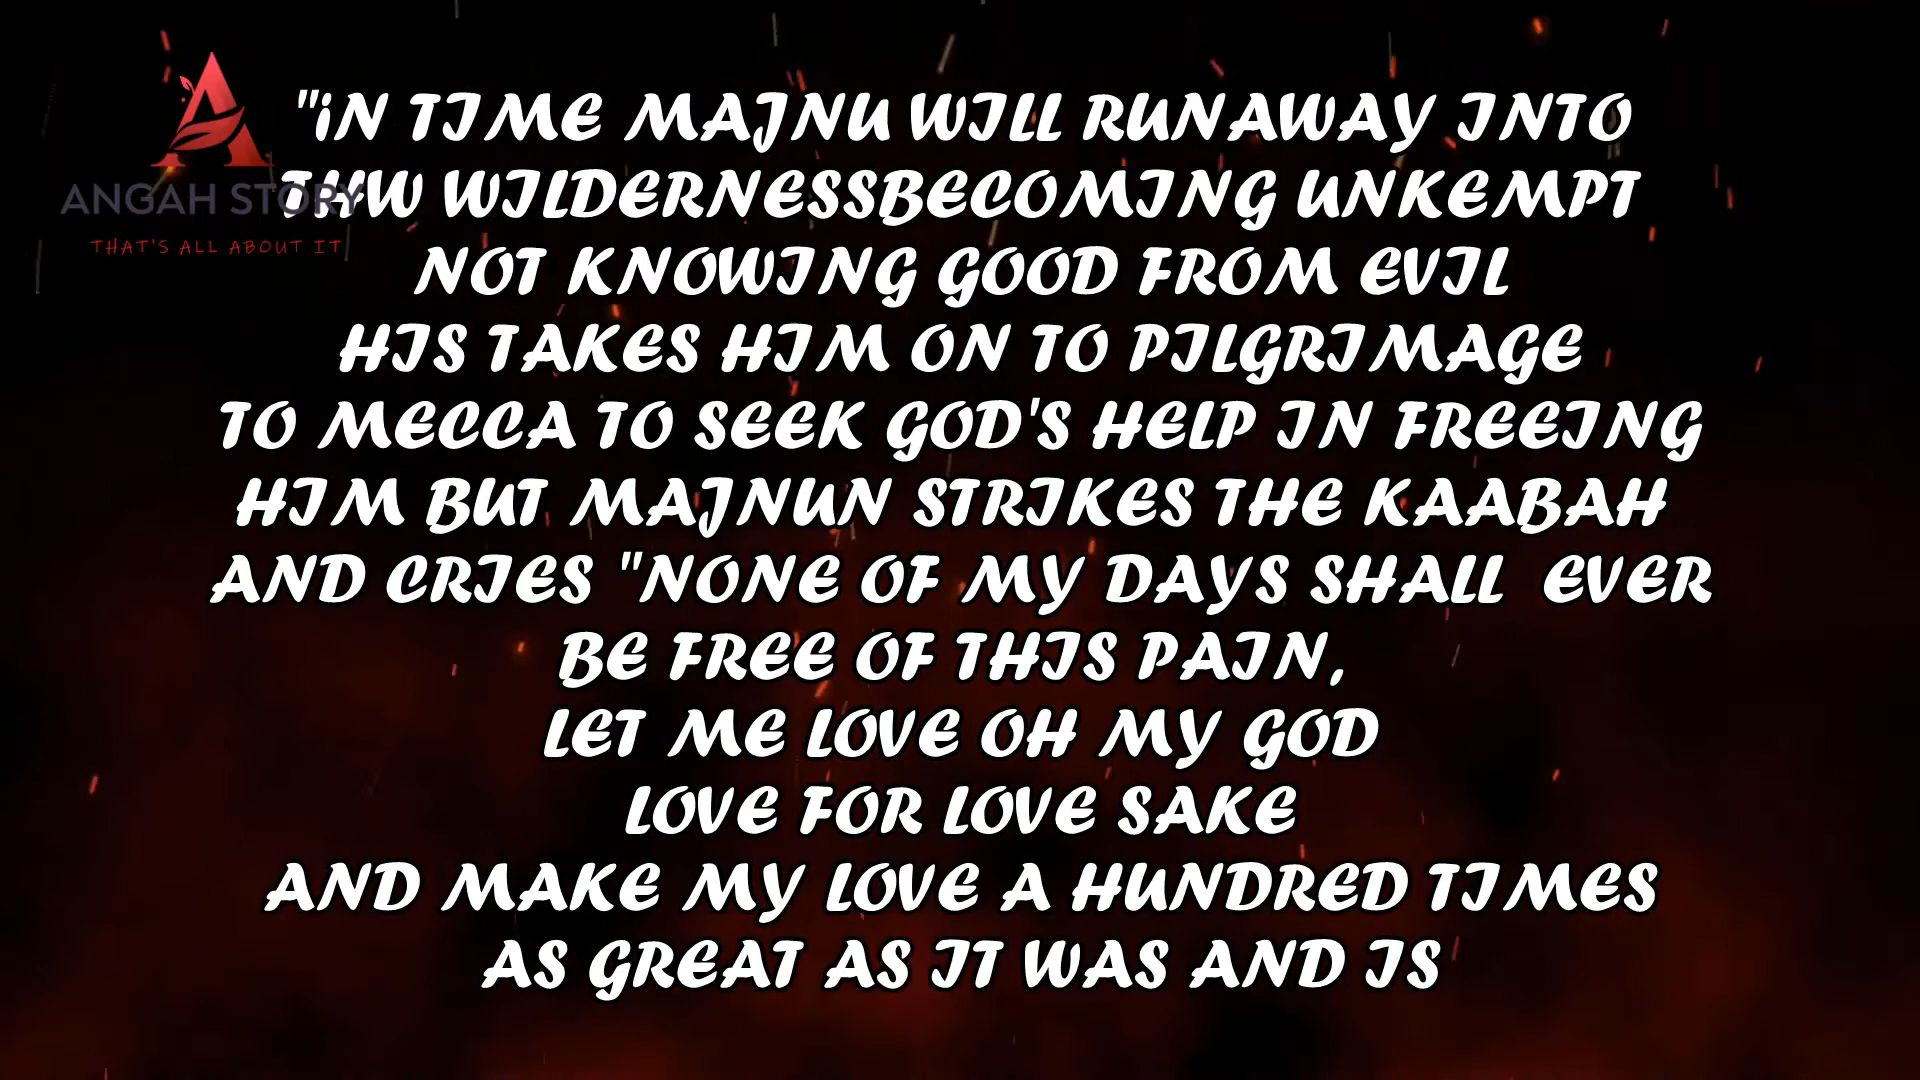 "iN TIME MAJNU WILL RUNAWAY INTO
THW WILDERNESSBECOMING UNKEMPT
NOT KNOWING GOOD FROM EVIL
HIS TAKES HIM ON TO PILGRIMAGE
TO MECCA TO SEEK GOD'S HELP IN FREEING
HIM BUT MAJNUN STRIKES THE KAABAH
AND CRIES "NONE OF MY DAYS SHALL EVER
BE FREE OF THIS PAIN,
LET ME LOVE OH MY GOD
LOVE FOR LOVE SAKE
AND MAKE MY LOVE A HUNDRED TIMES
AS GREAT AS IT WAS AND IS
ANGAH STORY
THAT'S ALL ABOUT IT